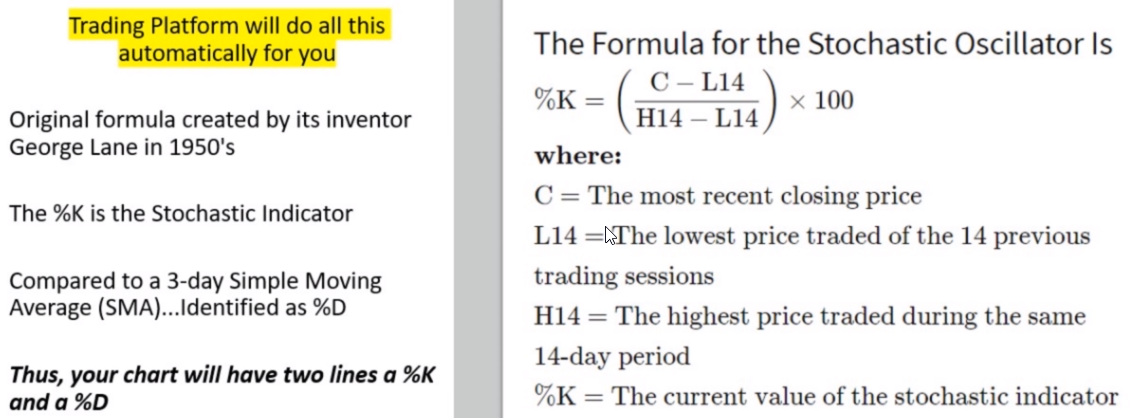 Trading Platform will do all this
automatically for you
Original formula created by its inventor
George Lane in 1950's
The %K is the Stochastic Indicator
Compared to a 3-day Simple Moving
Average (SMA)...Identified as %D
Thus, your chart will have two lines a %K
and a %D
The Formula for the Stochastic Oscillator Is
%K = ( C – L14 / H14 – L14 ) × 100
where:
C = The most recent closing price
L14 = The lowest price traded of the 14 previous
trading sessions
H14 = The highest price traded during the same
14-day period
%K = The current value of the stochastic indicator